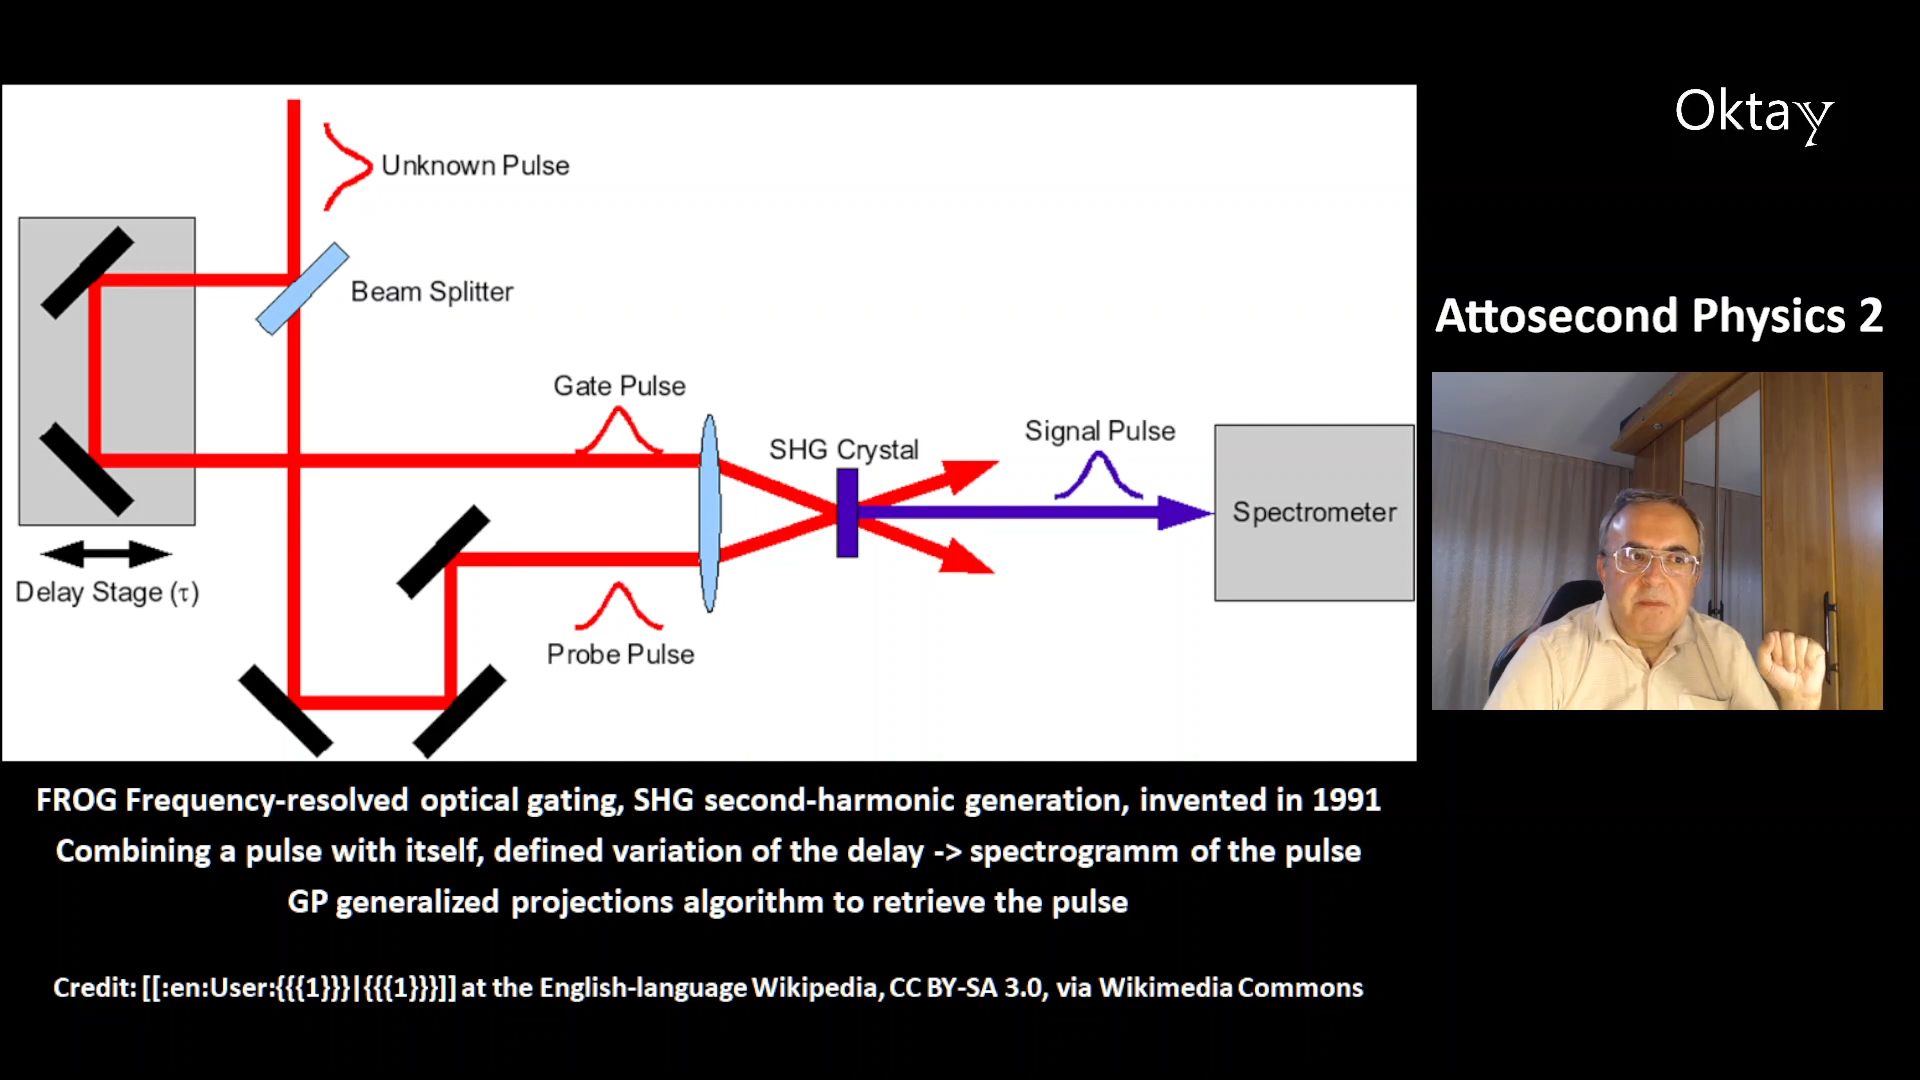 Oktay
Unknown Pulse
Beam Splitter
Attosecond Physics 2
Gate Pulse
SHG Crystal
Signal Pulse
Spectrometer
Delay Stage (τ)
Probe Pulse
FROG Frequency-resolved optical gating, SHG second-harmonic generation, invented in 1991
Combining a pulse with itself, defined variation of the delay -> spectrogramm of the pulse
GP generalized projections algorithm to retrieve the pulse
Credit: [[:en:User:{{{1}}}|{{{1}}}]] at the English-language Wikipedia, CC BY-SA 3.0, via Wikimedia Commons